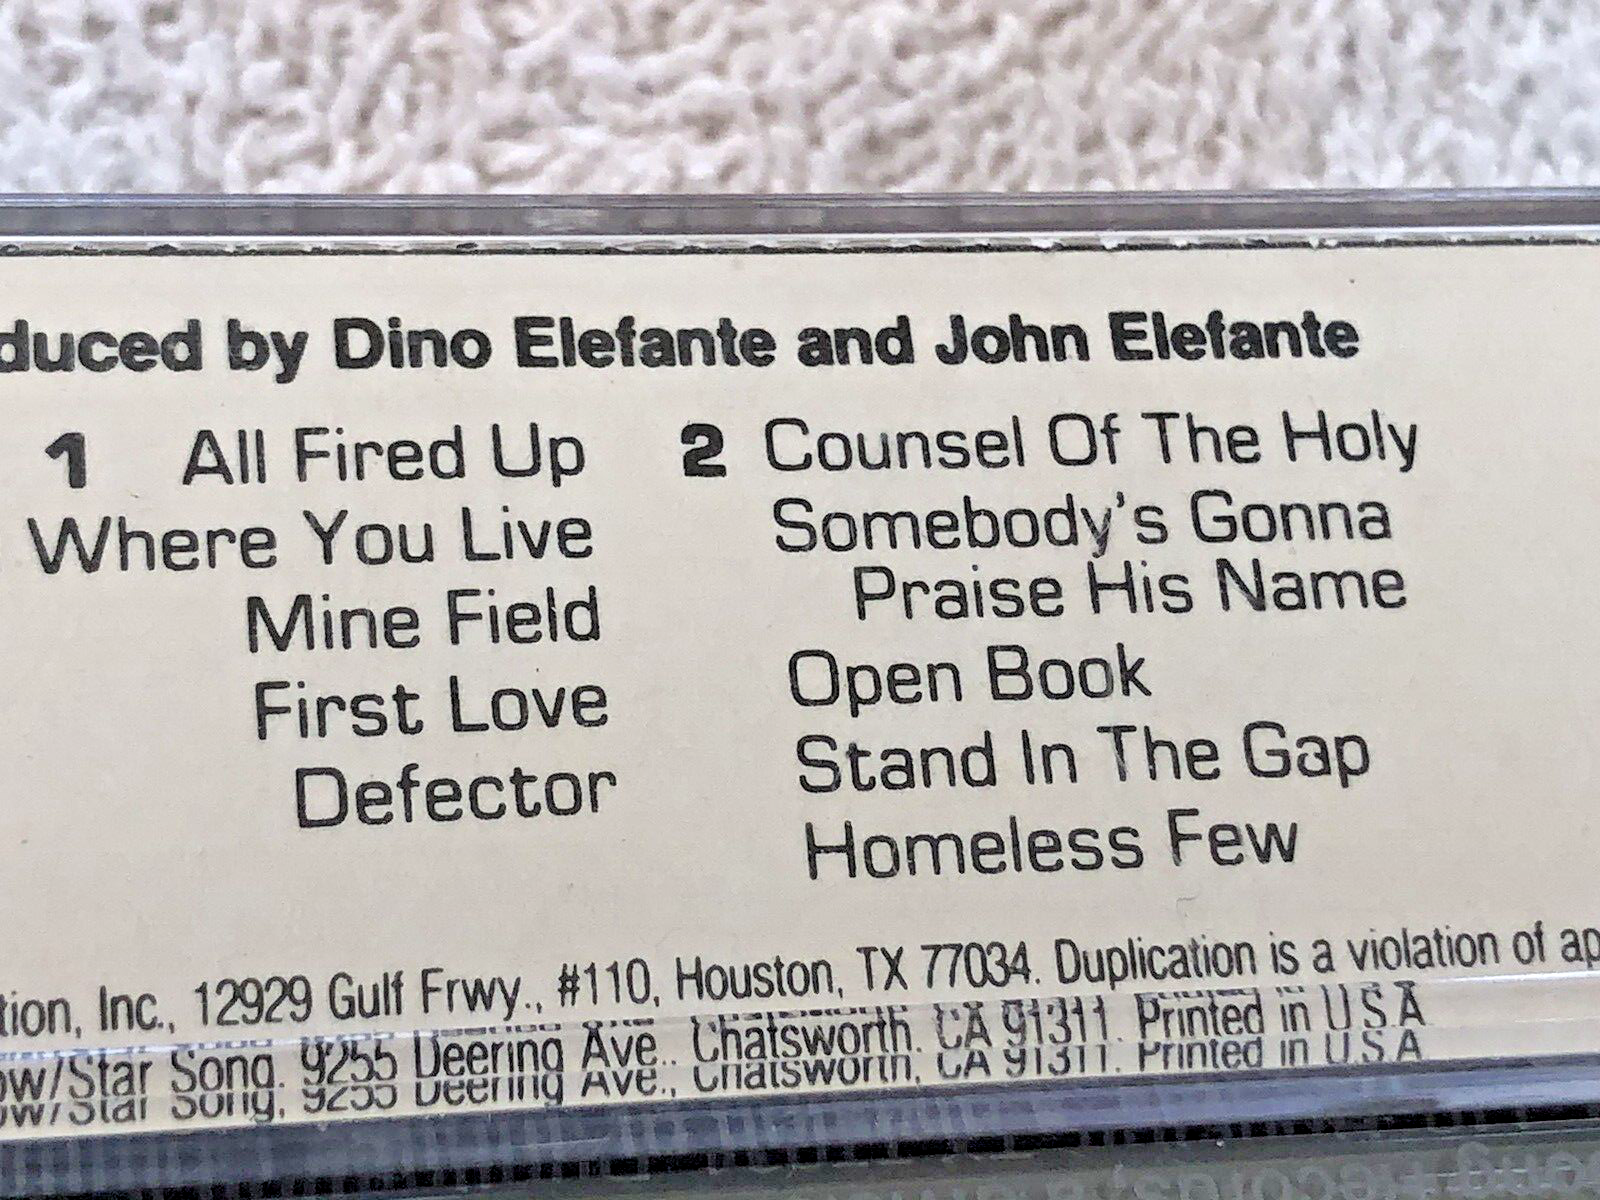 duced by Dino Elefante and John Elefante
1 All Fired Up
Where You Live
Mine Field
First Love
Defector
2 Counsel Of The Holy
Somebody's Gonna
Praise His Name
Open Book
Stand In The Gap
Homeless Few
tion, Inc., 12929 Gulf Frwy., #110, Houston, TX 77034. Duplication is a violation of ap
ow/Star Song, 9255 Deering Ave., Chatsworth, CA 91311. Printed in U.S.A